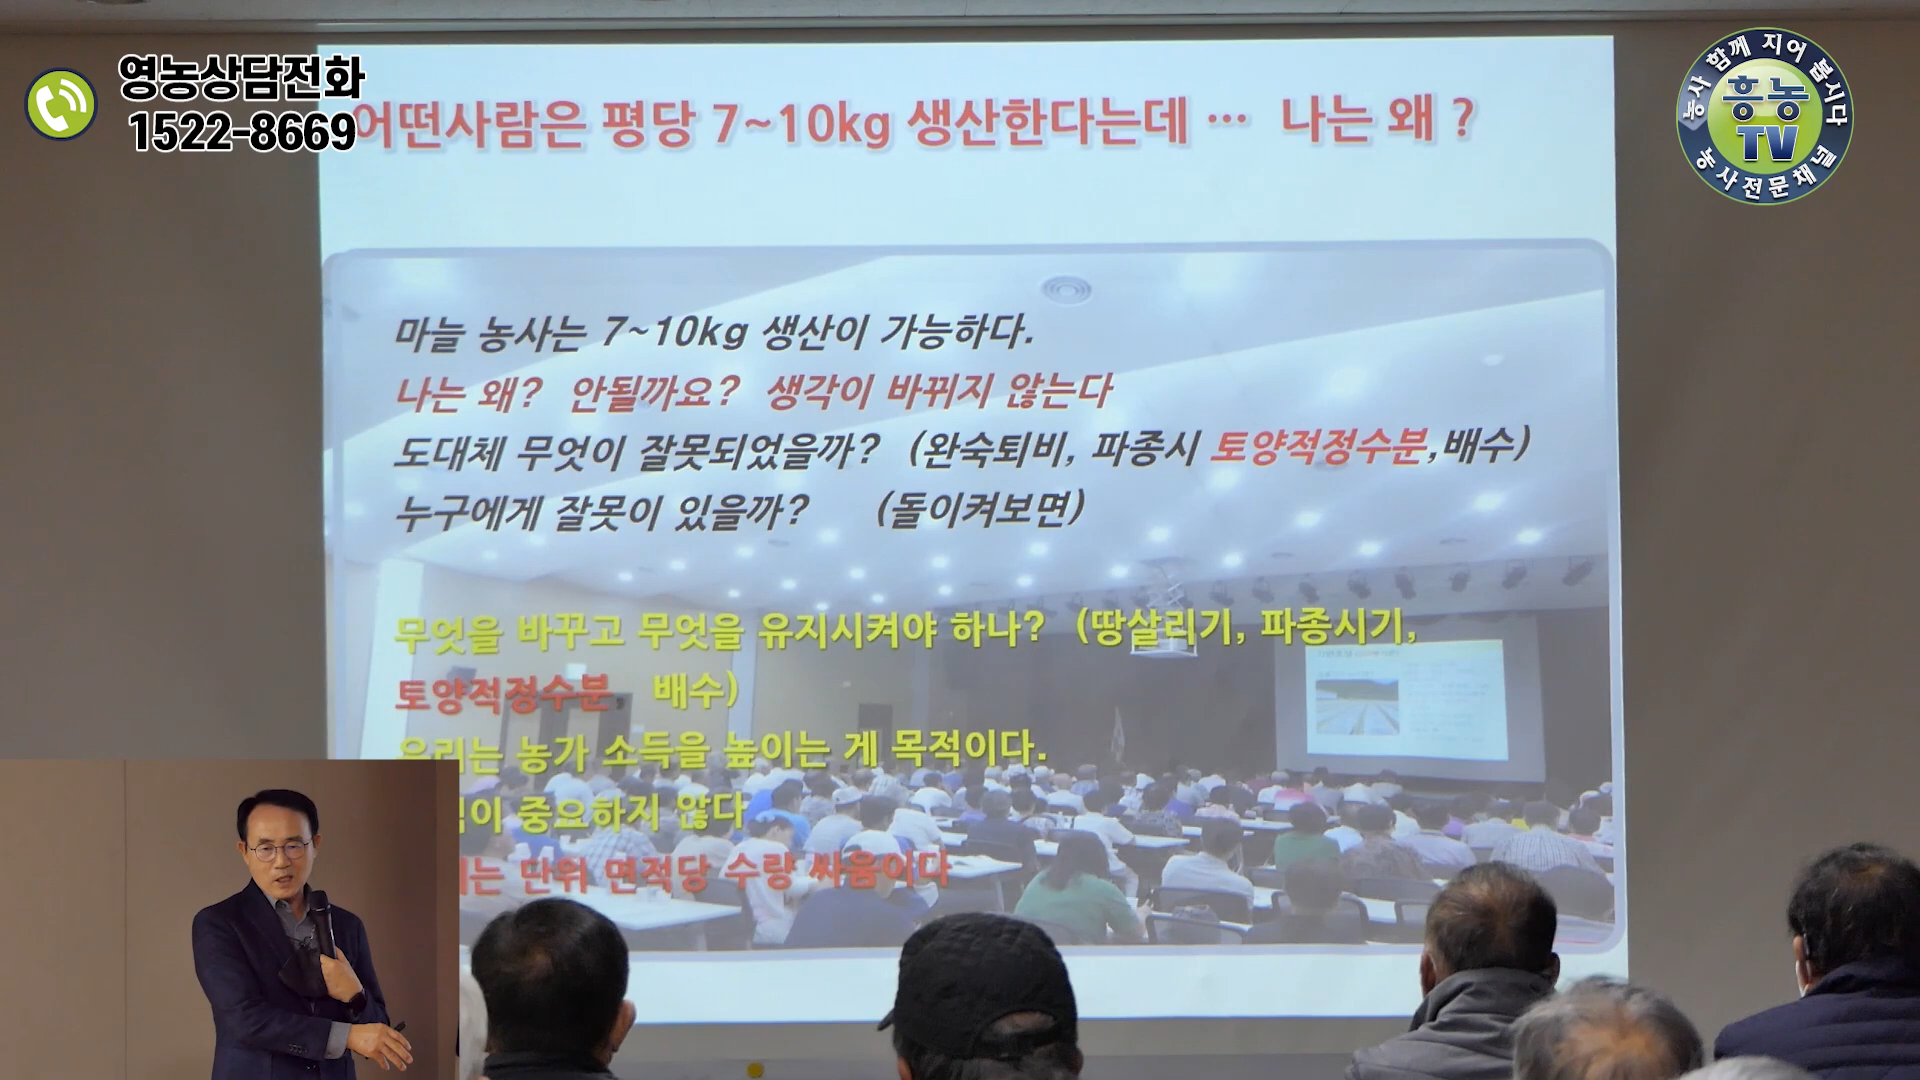 영농상담전화
1522-8669
어떤사람은 평당 7~10kg 생산한다는데 ··· 나는 왜 ?
농사 함께 지어 봅시다
흥농
TV
농사전문채널
마늘 농사는 7~10kg 생산이 가능하다.
나는 왜? 안될까요? 생각이 바뀌지 않는다
도대체 무엇이 잘못되었을까? (완숙퇴비, 파종시 토양적정수분,배수)
누구에게 잘못이 있을까? (돌이켜보면)
무엇을 바꾸고 무엇을 유지시켜야 하나? (땅살리기, 파종시기,
토양적정수분, 배수)
우리는 농가 소득을 높이는 게 목적이다.
중요하지 않다
단위 면적당 수량 싸움이다